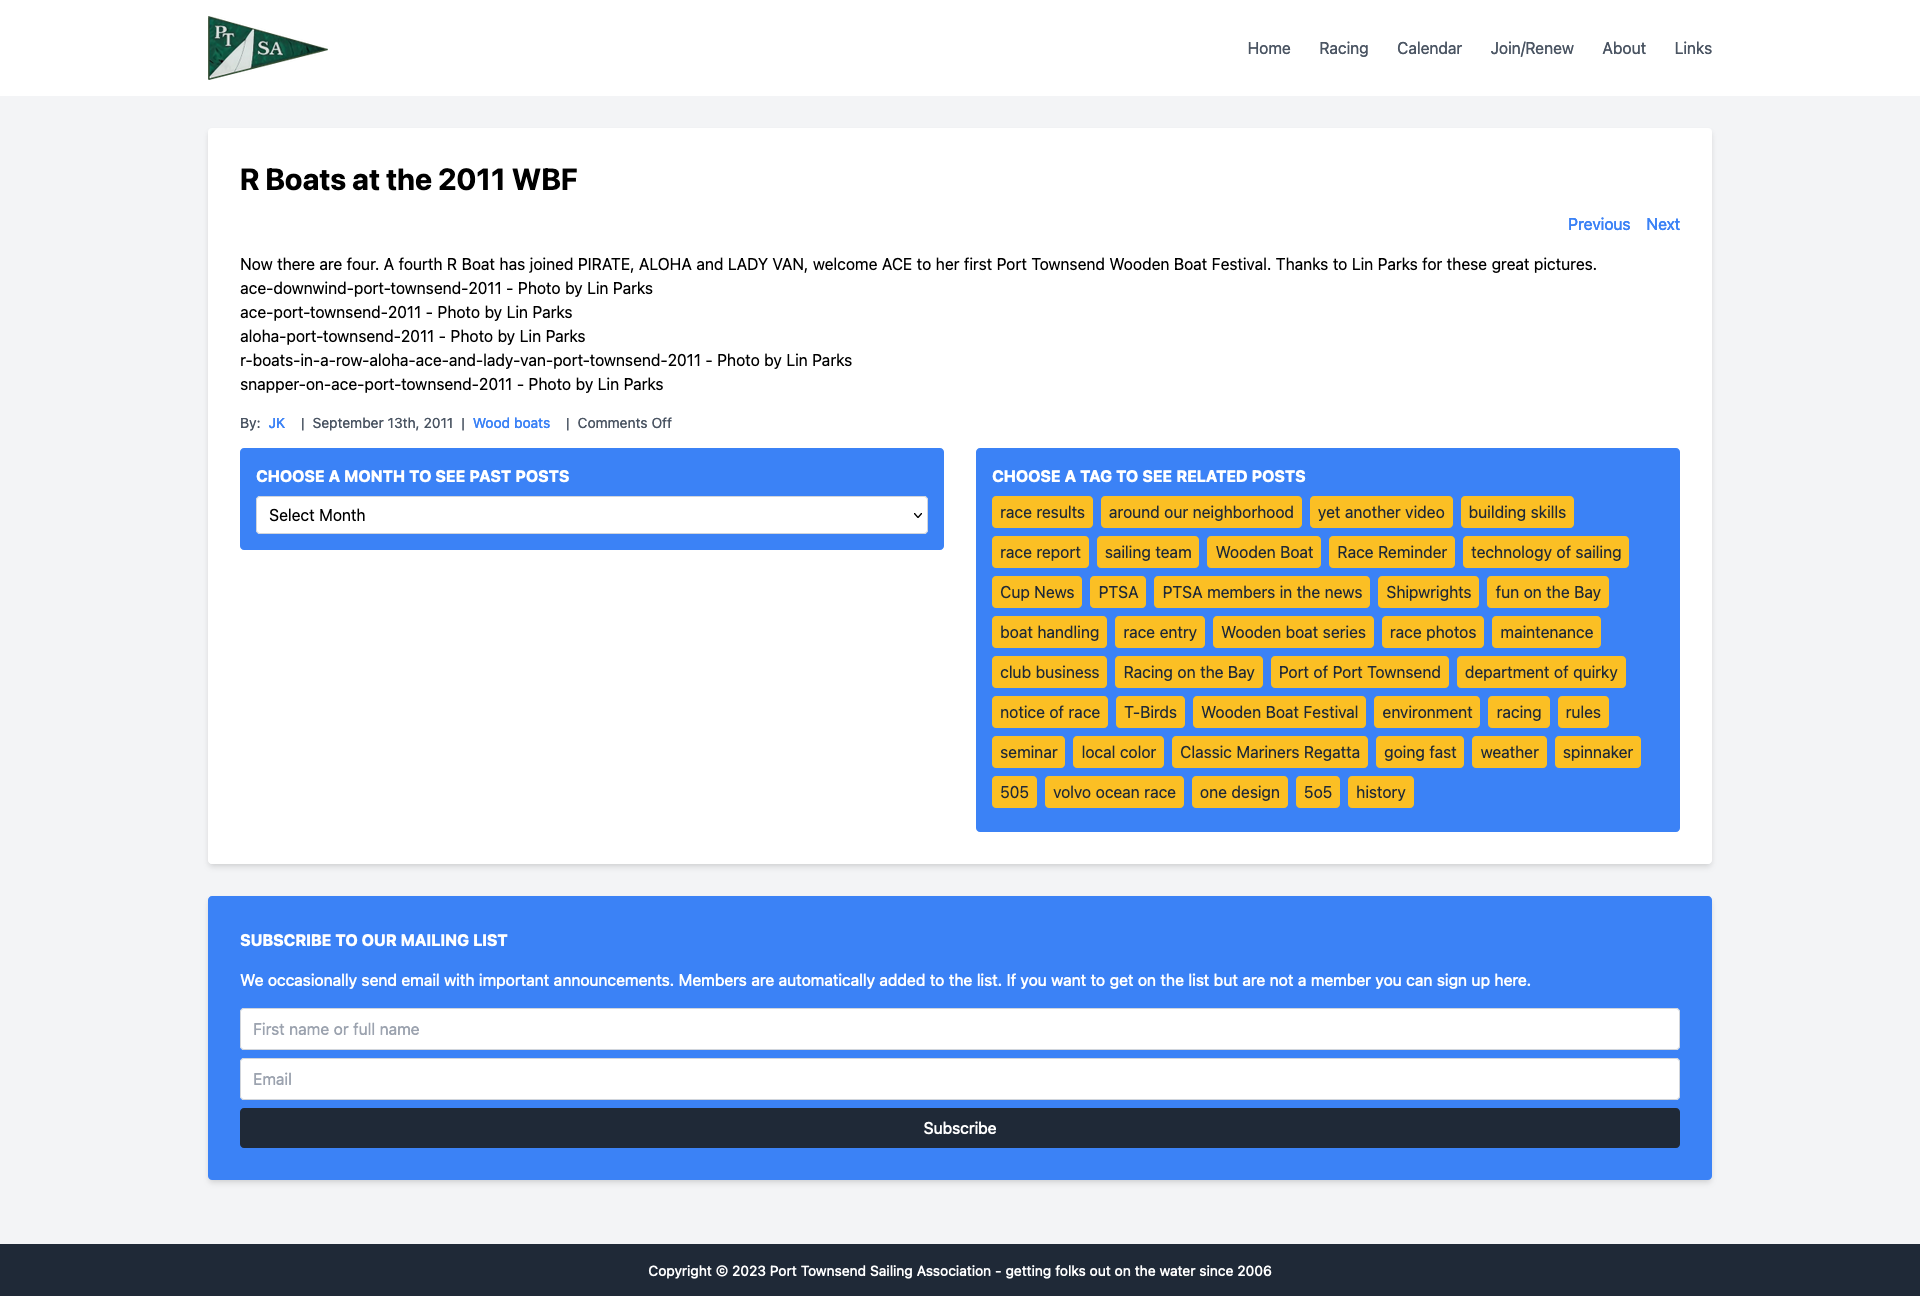 PT SA
Home Racing Calendar Join/Renew About Links
R Boats at the 2011 WBF
Previous Next
Now there are four. A fourth R Boat has joined PIRATE, ALOHA and LADY VAN, welcome ACE to her first Port Townsend Wooden Boat Festival. Thanks to Lin Parks for these great pictures.
ace-downwind-port-townsend-2011 - Photo by Lin Parks
ace-port-townsend-2011 - Photo by Lin Parks
aloha-port-townsend-2011 - Photo by Lin Parks
r-boats-in-a-row-aloha-ace-and-lady-van-port-townsend-2011 - Photo by Lin Parks
snapper-on-ace-port-townsend-2011 - Photo by Lin Parks
By: JK | September 13th, 2011 | Wood boats | Comments Off
CHOOSE A MONTH TO SEE PAST POSTS
Select Month
CHOOSE A TAG TO SEE RELATED POSTS
race results around our neighborhood yet another video building skills
race report sailing team Wooden Boat Race Reminder technology of sailing
Cup News PTSA PTSA members in the news Shipwrights fun on the Bay
boat handling race entry Wooden boat series race photos maintenance
club business Racing on the Bay Port of Port Townsend department of quirky
notice of race T-Birds Wooden Boat Festival environment racing rules
seminar local color Classic Mariners Regatta going fast weather spinnaker
505 volvo ocean race one design 5o5 history
SUBSCRIBE TO OUR MAILING LIST
We occasionally send email with important announcements. Members are automatically added to the list. If you want to get on the list but are not a member you can sign up here.
First name or full name
Email
Subscribe
Copyright © 2023 Port Townsend Sailing Association - getting folks out on the water since 2006